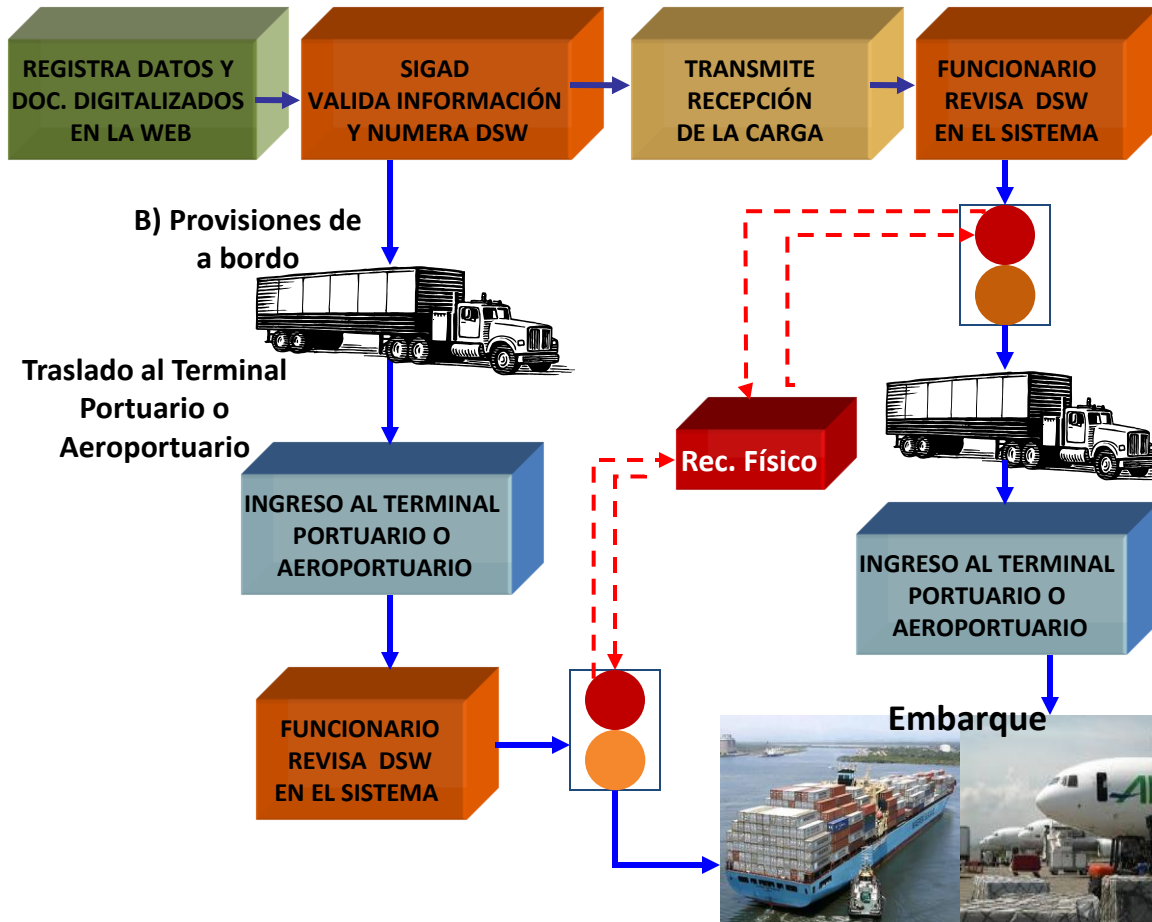 REGISTRA DATOS Y
DOC. DIGITALIZADOS
EN LA WEB
SIGAD
VALIDA INFORMACIÓN
Y NUMERA DSW
TRANSMITE
RECEPCIÓN
DE LA CARGA
FUNCIONARIO
REVISA DSW
EN EL SISTEMA
B) Provisiones de
a bordo
Traslado al Terminal
Portuario o
Aeroportuario
Rec. Físico
INGRESO AL TERMINAL
PORTUARIO O
AEROPORTUARIO
INGRESO AL TERMINAL
PORTUARIO O
AEROPORTUARIO
FUNCIONARIO
REVISA DSW
EN EL SISTEMA
Embarque